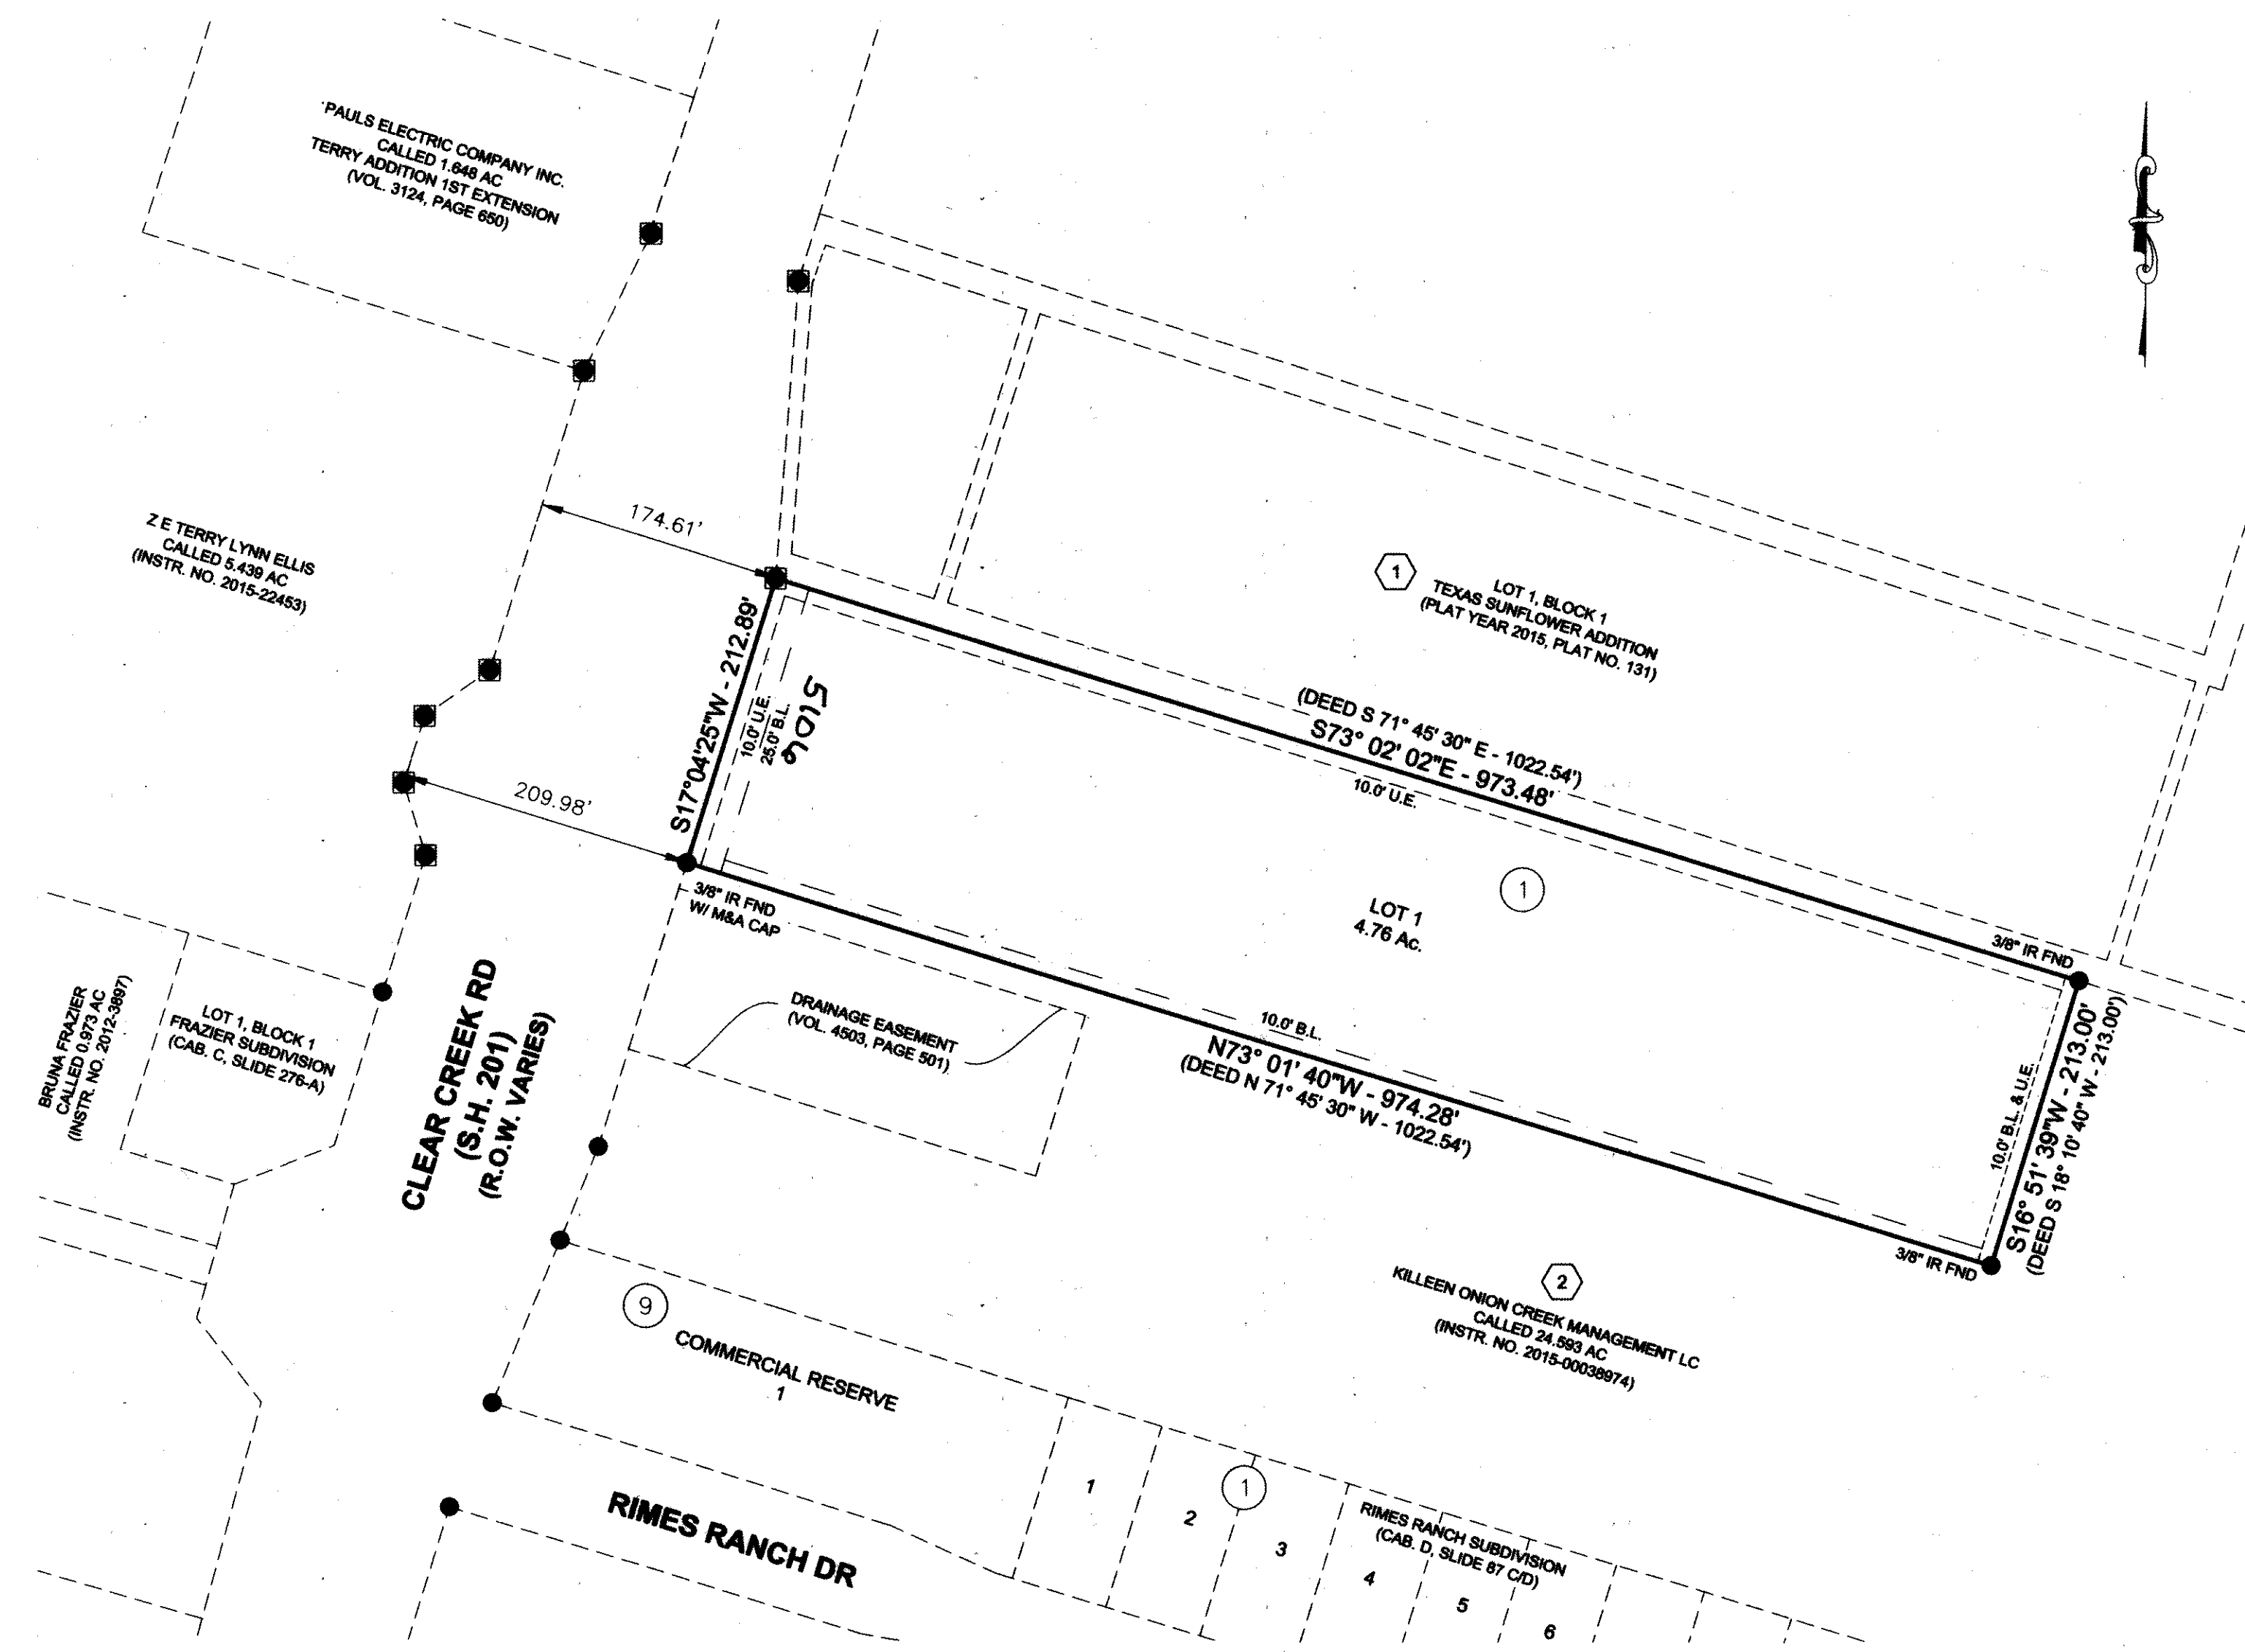 PAULS ELECTRIC COMPANY INC.
CALLED 1.648 AC
TERRY ADDITION 1ST EXTENSION
(VOL. 3124, PAGE 650)
Z E TERRY LYNN ELLIS
CALLED 5.439 AC
(INSTR. NO. 2015-22453)
174.61'
209.98'
S17°04'25"W - 212.89'
10.0' U.E.
25.0' B.L.
5106
1
LOT 1, BLOCK 1
TEXAS SUNFLOWER ADDITION
(PLAT YEAR 2015, PLAT NO. 131)
(DEED S 71° 45' 30" E - 1022.54')
S73° 02' 02"E - 973.48'
10.0' U.E.
1
LOT 1
4.76 Ac.
3/8" IR FND
3/8" IR FND
W/ M&A CAP
DRAINAGE EASEMENT
(VOL. 4503, PAGE 501)
10.0' B.L.
N73° 01' 40"W - 974.28'
(DEED N 71° 45' 30" W - 1022.54')
10.0' B.L. & U.E.
S16° 51' 39"W - 213.00'
(DEED S 18° 10' 40" W - 213.00')
3/8" IR FND
BRUNA FRAZIER
CALLED 0.973 AC
(INSTR. NO. 2012-3897)
LOT 1, BLOCK 1
FRAZIER SUBDIVISION
(CAB. C, SLIDE 276-A)
CLEAR CREEK RD
(S.H. 201)
(R.O.W. VARIES)
2
KILLEEN ONION CREEK MANAGEMENT LC
CALLED 24.593 AC
(INSTR. NO. 2015-00038974)
9
COMMERCIAL RESERVE
1
RIMES RANCH DR
1
2
1
3
4
5
6
RIMES RANCH SUBDIVISION
(CAB. D, SLIDE 87 C/D)